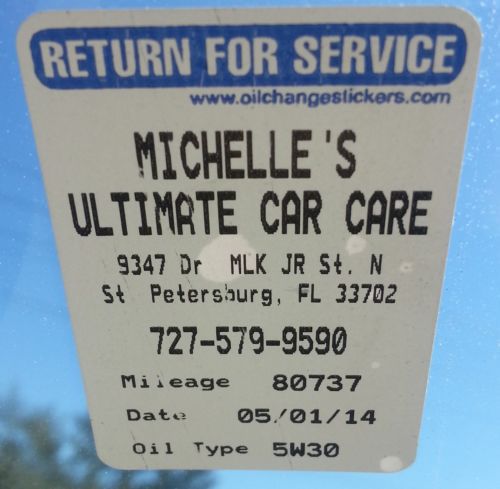 RETURN FOR SERVICE
www.oilchangestickers.com
MICHELLE'S
ULTIMATE CAR CARE
9347 Dr MLK JR St. N
St Petersburg, FL 33702
727-579-9590
Mileage 80737
Date 05/01/14
Oil Type 5W30